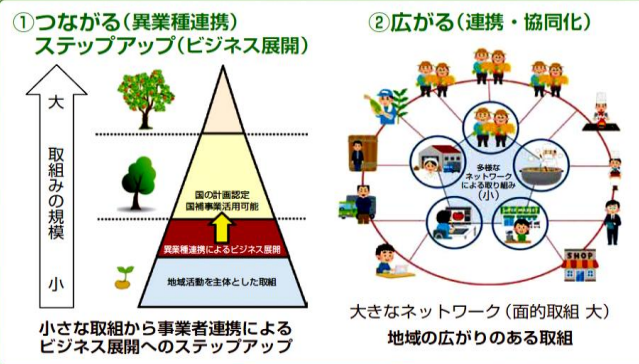 ①つながる(異業種連携)
ステップアップ(ビジネス展開)
大
取組みの規模
小
国の計画認定
国補事業活用可能
異業種連携によるビジネス展開
地域活動を主体とした取組
小さな取組から事業者連携による
ビジネス展開へのステップアップ
②広がる(連携・協同化)
多様な
ネットワーク
による取り組み
(小)
SHOP
大きなネットワーク(面的取組 大)
地域の広がりのある取組